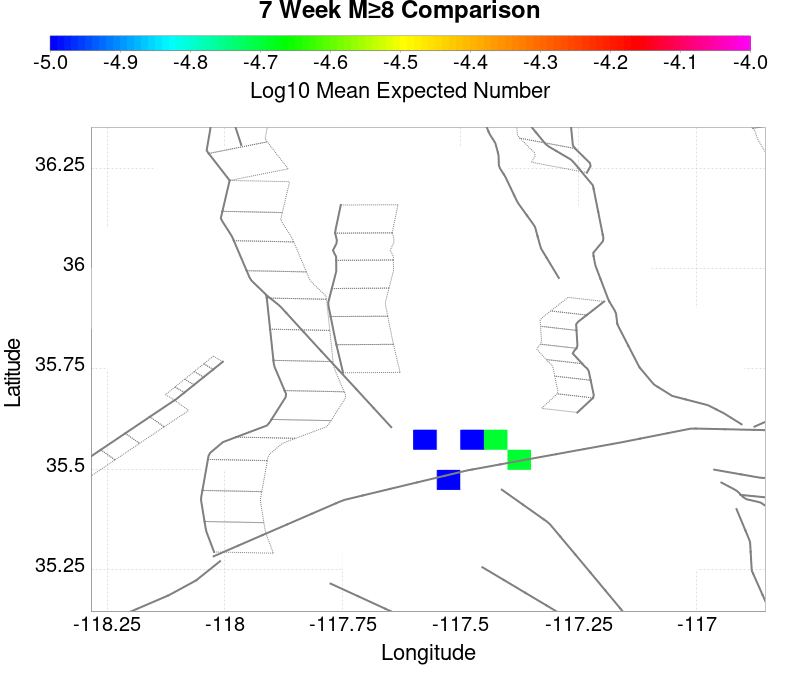 7 Week M≥8 Comparison
-5.0 -4.9 -4.8 -4.7 -4.6 -4.5 -4.4 -4.3 -4.2 -4.1 -4.0
Log10 Mean Expected Number
36.25
36
35.75
35.5
35.25
Latitude
-118.25 -118 -117.75 -117.5 -117.25 -117
Longitude